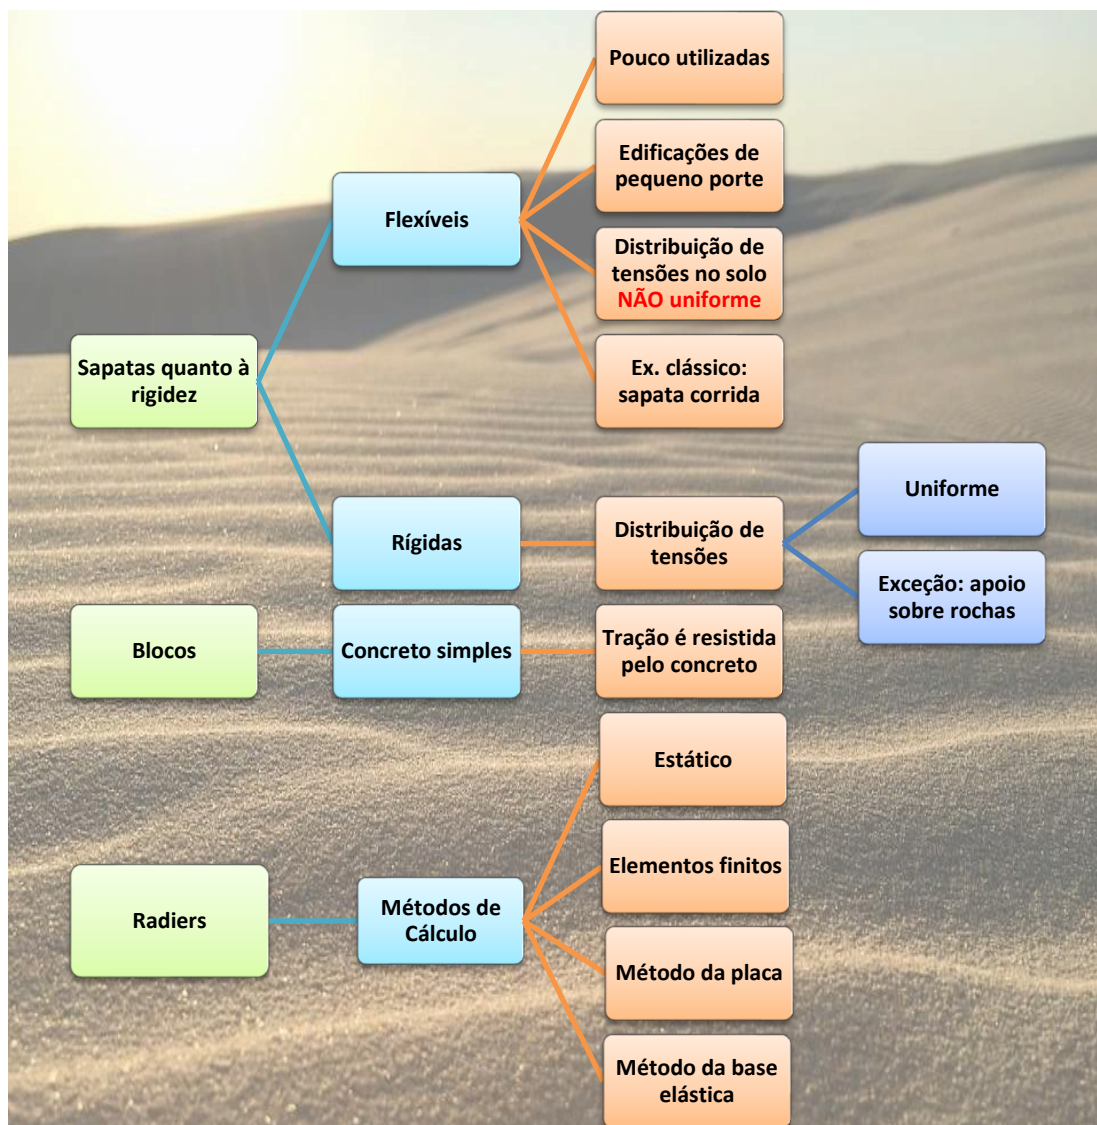 Sapatas quanto à
rigidez
Flexíveis
Pouco utilizadas
Edificações de
pequeno porte
Distribuição de
tensões no solo
NÃO uniforme
Ex. clássico:
sapata corrida
Rígidas
Distribuição de
tensões
Uniforme
Exceção: apoio
sobre rochas
Blocos
Concreto simples
Tração é resistida
pelo concreto
Radiers
Métodos de
Cálculo
Estático
Elementos finitos
Método da placa
Método da base
elástica